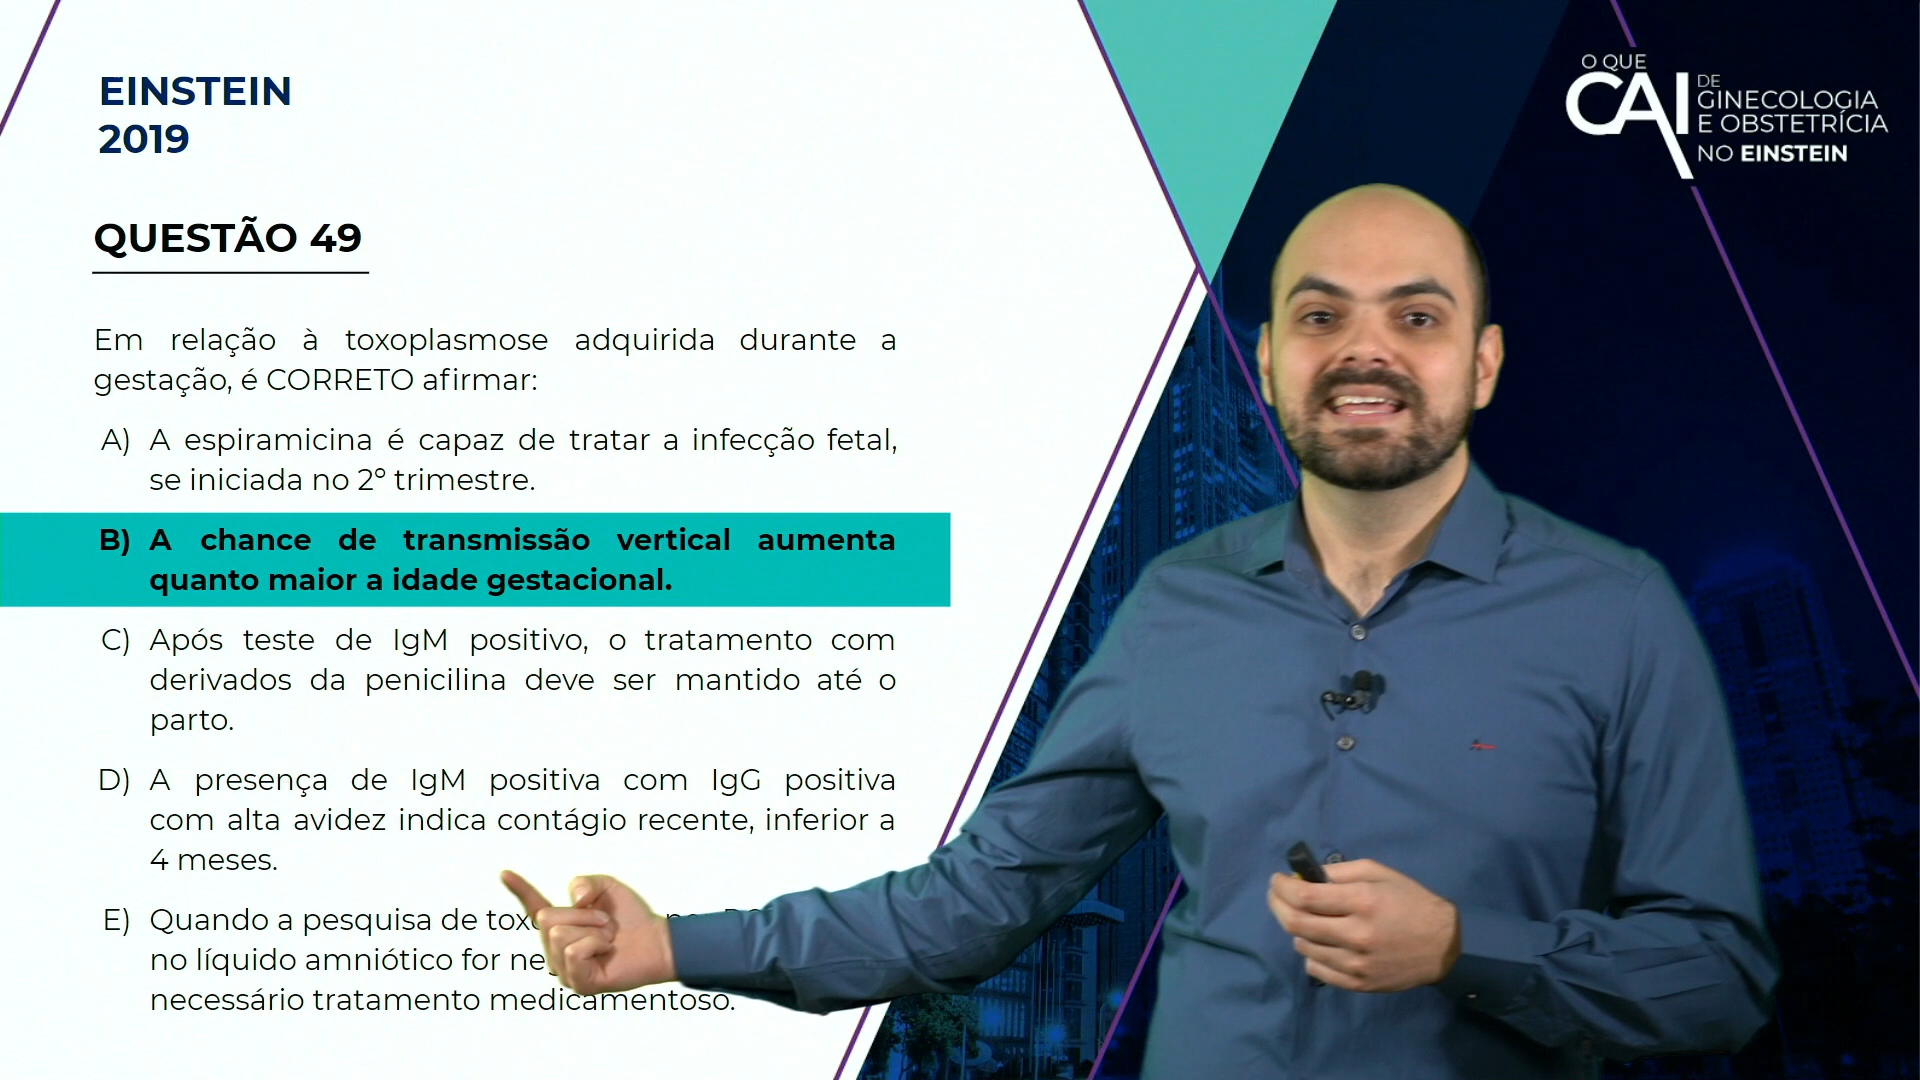 EINSTEIN
2019
QUESTÃO 49
Em relação à toxoplasmose adquirida durante a
gestação, é CORRETO afirmar:
A) A espiramicina é capaz de tratar a infecção fetal,
se iniciada no 2º trimestre.
B) A chance de transmissão vertical aumenta
quanto maior a idade gestacional.
C) Após teste de IgM positivo, o tratamento com
derivados da penicilina deve ser mantido até o
parto.
D) A presença de IgM positiva com IgG positiva
com alta avidez indica contágio recente, inferior a
4 meses.
E) Quando a pesquisa de
no líquido amniótico for
necessário tratamento medicamentoso.
O QUE
CAI
DE
GINECOLOGIA
E OBSTETRÍCIA
NO EINSTEIN